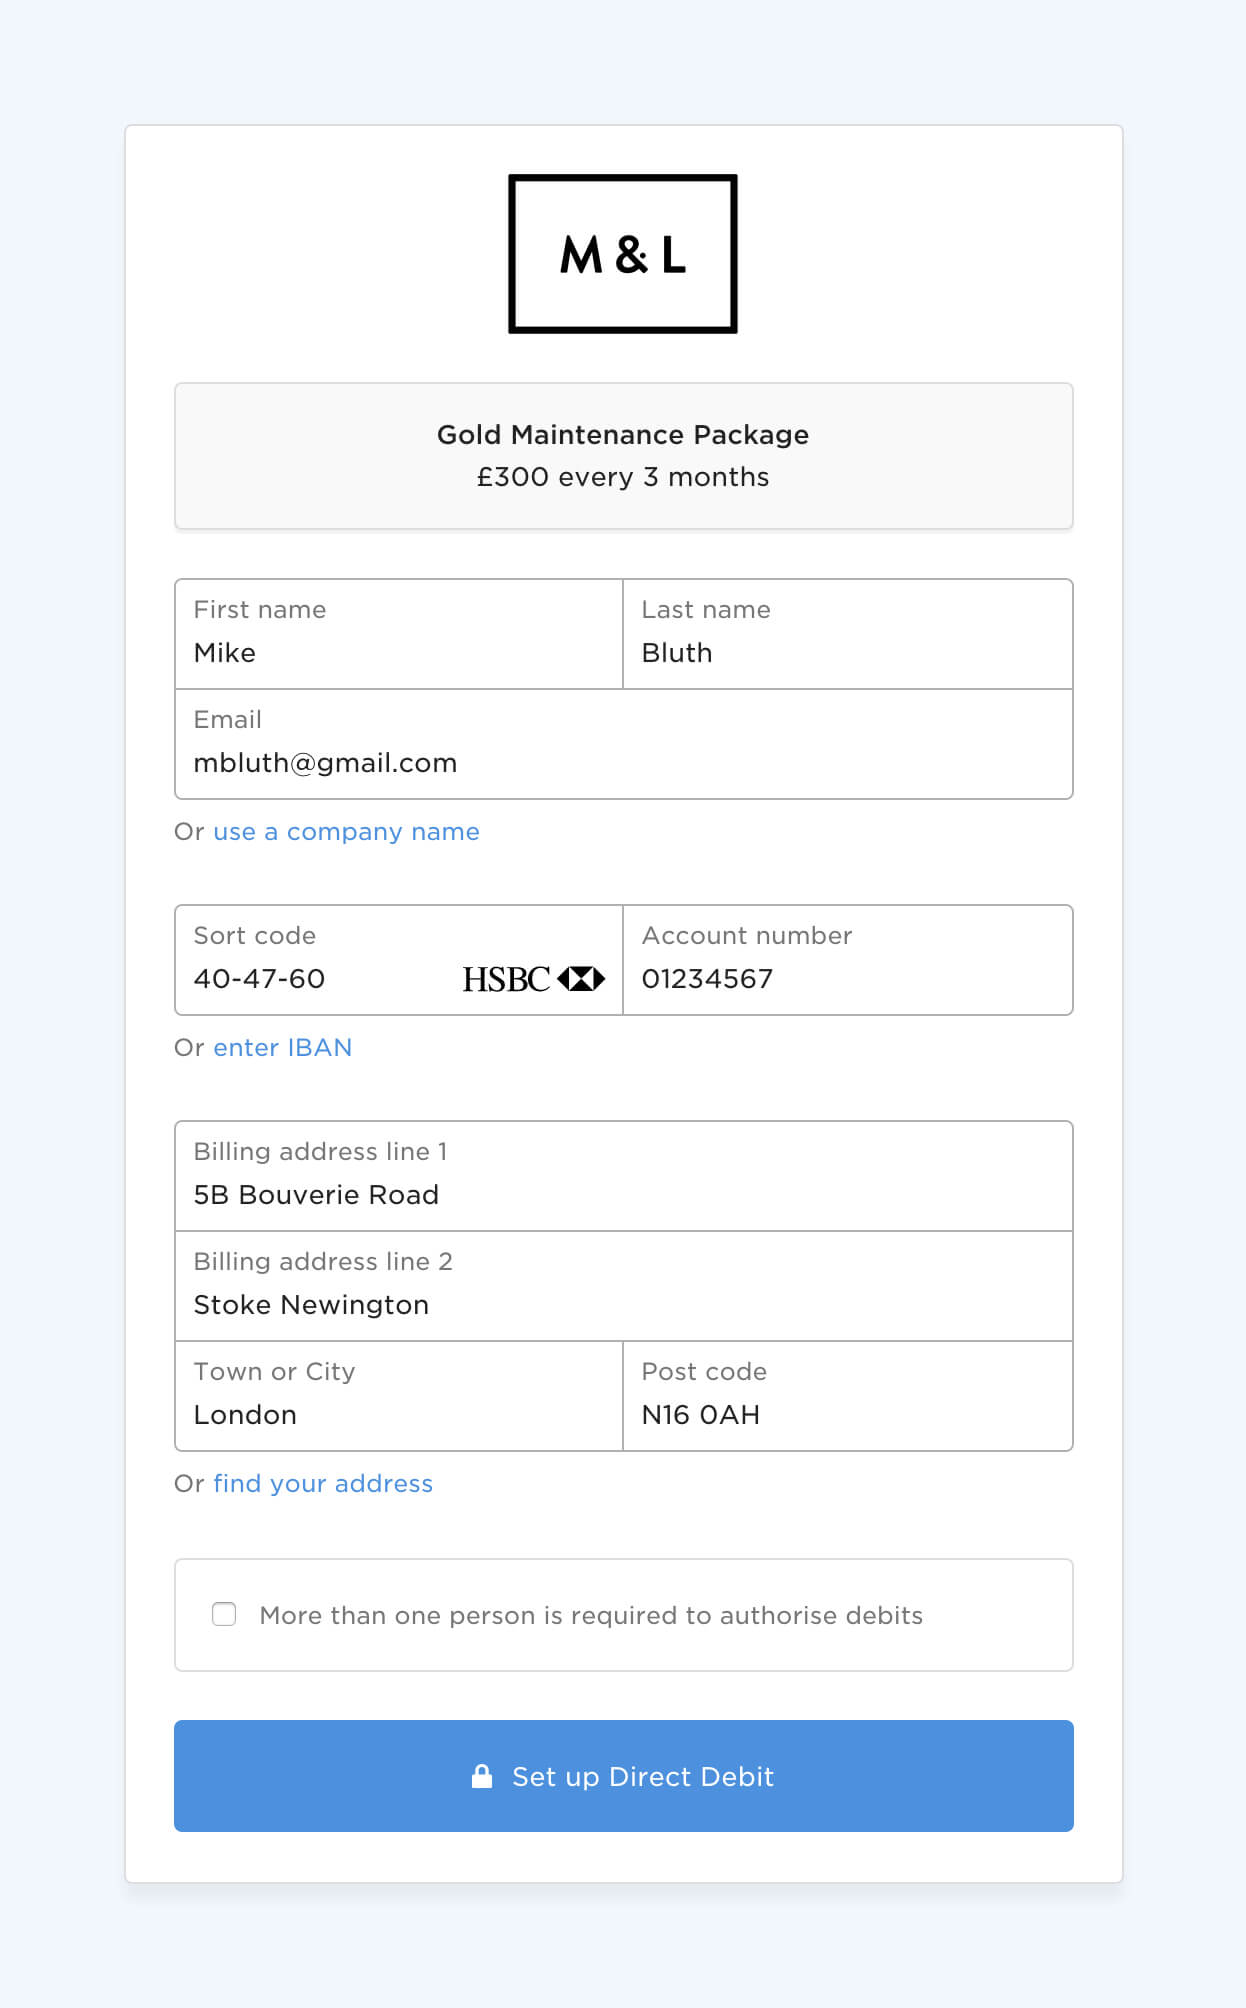 M & L
Gold Maintenance Package
£300 every 3 months
First name
Last name
Mike
Bluth
Email
mbluth@gmail.com
Or use a company name
Sort code
Account number
40-47-60
HSBC
01234567
Or enter IBAN
Billing address line 1
5B Bouverie Road
Billing address line 2
Stoke Newington
Town or City
Post code
London
N16 0AH
Or find your address
More than one person is required to authorise debits
Set up Direct Debit